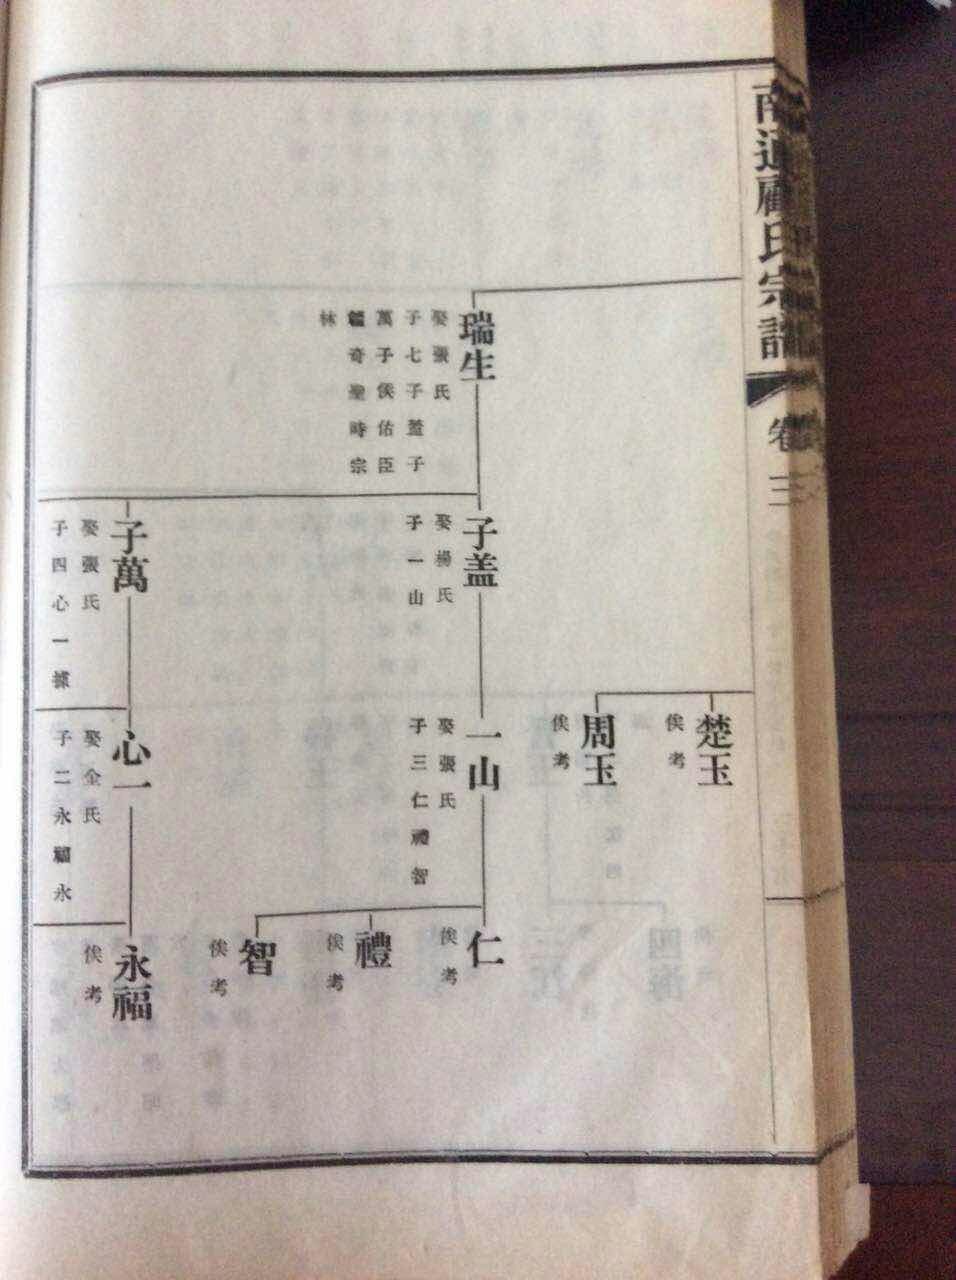 南通顧氏宗譜
卷三
瑞生
娶張氏
子七子蓋子
萬子俟佑臣
奇聖時宗
林
子盖
娶楊氏
子一山
子萬
娶張氏
子四心一據
楚玉
俟考
周玉
俟考
一山
娶張氏
子三仁禮智
心一
娶金氏
子二永福永
仁
俟考
禮
俟考
智
俟考
永福
俟考